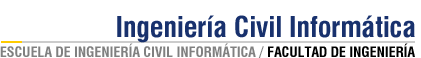 Ingeniería Civil Informática
ESCUELA DE INGENIERÍA CIVIL INFORMÁTICA / FACULTAD DE INGENIERÍA